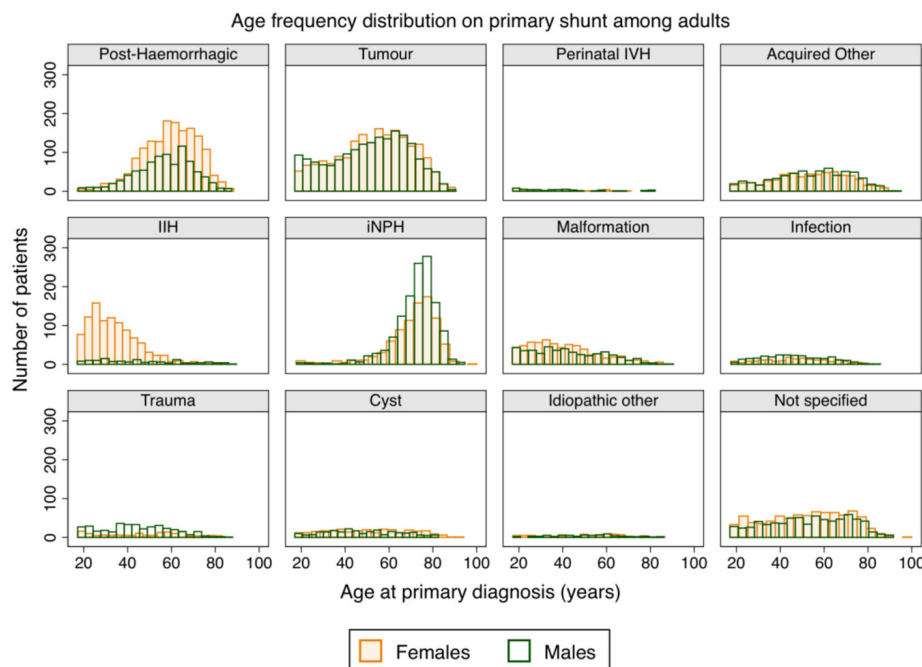 Age frequency distribution on primary shunt among adults
Post-Haemorrhagic Tumour Perinatal IVH Acquired Other
300
200
100
0
IIH iNPH Malformation Infection
300
200
100
0
Trauma Cyst Idiopathic other Not specified
300
200
100
0
Number of patients
20 40 60 80 100 20 40 60 80 100 20 40 60 80 100 20 40 60 80 100
Age at primary diagnosis (years)
Females Males